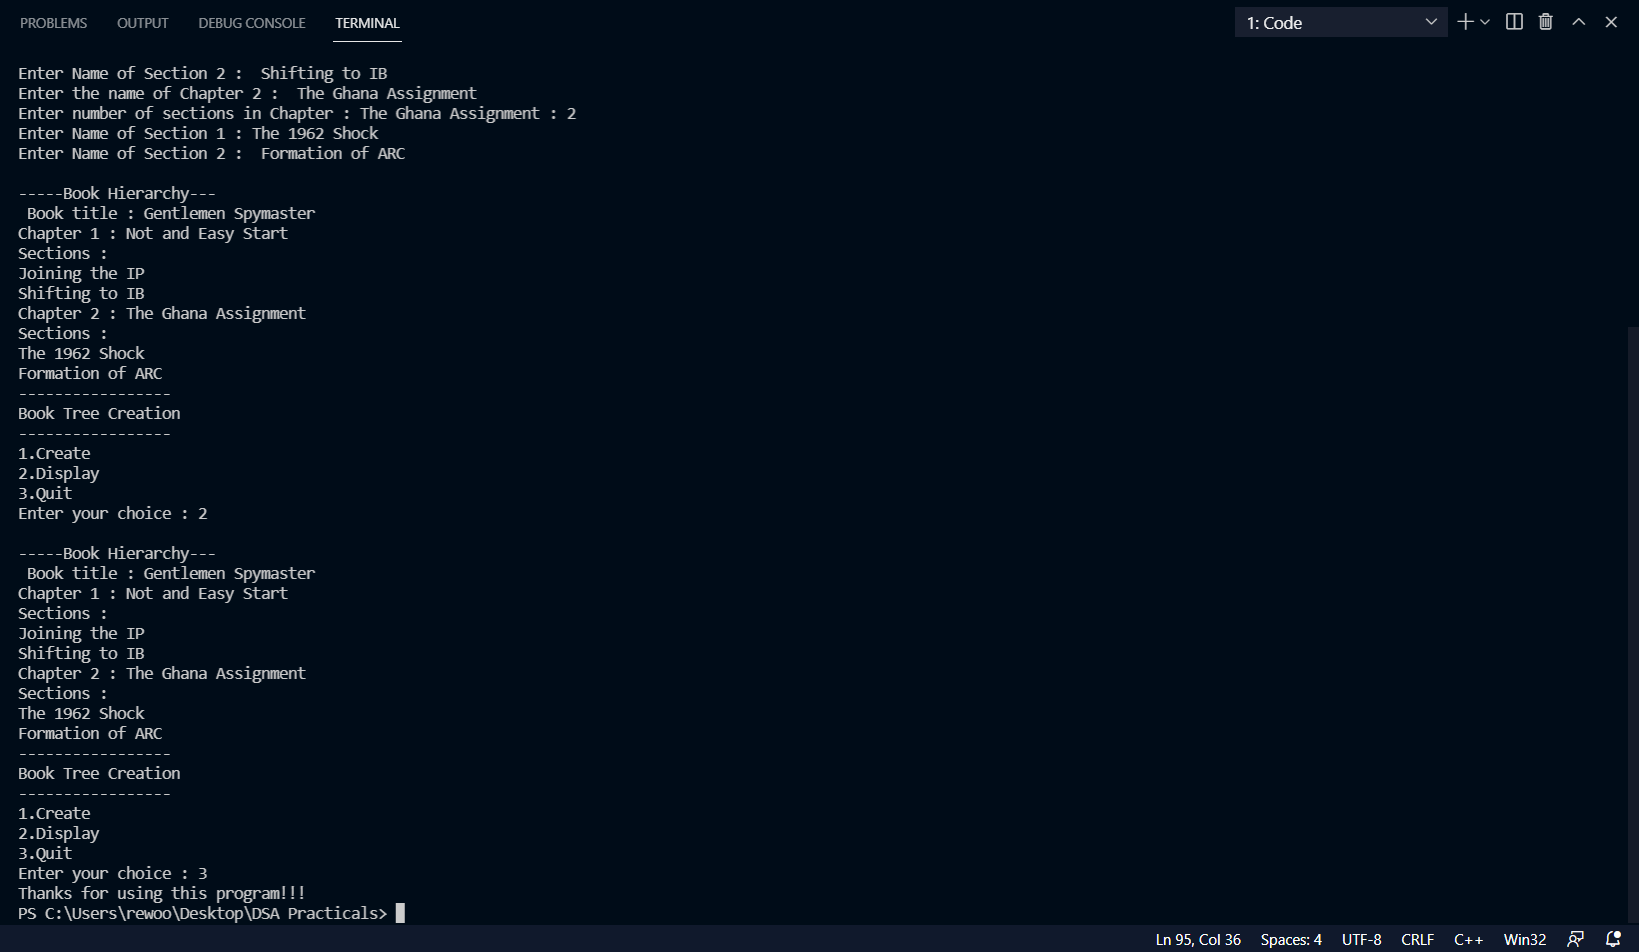 PROBLEMS OUTPUT DEBUG CONSOLE TERMINAL 1: Code
Enter Name of Section 2 :  Shifting to IB
Enter the name of Chapter 2 :  The Ghana Assignment
Enter number of sections in Chapter : The Ghana Assignment : 2
Enter Name of Section 1 : The 1962 Shock
Enter Name of Section 2 :  Formation of ARC
-----Book Hierarchy---
 Book title : Gentlemen Spymaster
Chapter 1 : Not and Easy Start
Sections :
Joining the IP
Shifting to IB
Chapter 2 : The Ghana Assignment
Sections :
The 1962 Shock
Formation of ARC
-----------------
Book Tree Creation
-----------------
1.Create
2.Display
3.Quit
Enter your choice : 2
-----Book Hierarchy---
 Book title : Gentlemen Spymaster
Chapter 1 : Not and Easy Start
Sections :
Joining the IP
Shifting to IB
Chapter 2 : The Ghana Assignment
Sections :
The 1962 Shock
Formation of ARC
-----------------
Book Tree Creation
-----------------
1.Create
2.Display
3.Quit
Enter your choice : 3
Thanks for using this program!!!
PS C:\Users\rewoo\Desktop\DSA Practicals>
Ln 95, Col 36 Spaces: 4 UTF-8 CRLF C++ Win32